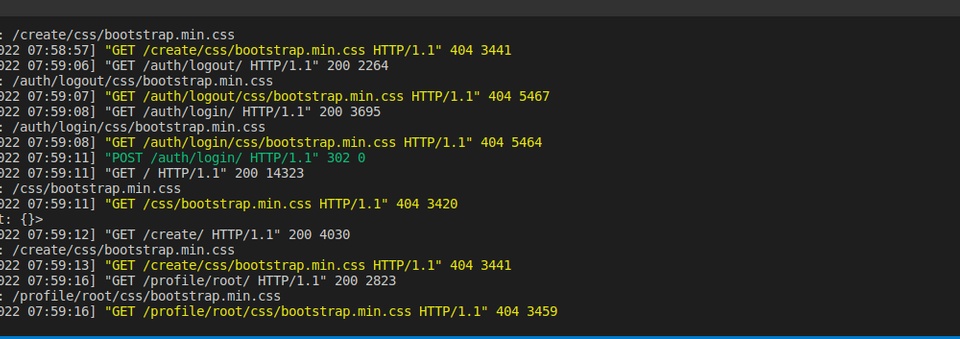 : /create/css/bootstrap.min.css
022 07:58:57] "GET /create/css/bootstrap.min.css HTTP/1.1" 404 3441
022 07:59:06] "GET /auth/logout/ HTTP/1.1" 200 2264
: /auth/logout/css/bootstrap.min.css
022 07:59:07] "GET /auth/logout/css/bootstrap.min.css HTTP/1.1" 404 5467
022 07:59:08] "GET /auth/login/ HTTP/1.1" 200 3695
: /auth/login/css/bootstrap.min.css
022 07:59:08] "GET /auth/login/css/bootstrap.min.css HTTP/1.1" 404 5464
022 07:59:11] "POST /auth/login/ HTTP/1.1" 302 0
022 07:59:11] "GET / HTTP/1.1" 200 14323
: /css/bootstrap.min.css
022 07:59:11] "GET /css/bootstrap.min.css HTTP/1.1" 404 3420
t: {}>
022 07:59:12] "GET /create/ HTTP/1.1" 200 4030
: /create/css/bootstrap.min.css
022 07:59:13] "GET /create/css/bootstrap.min.css HTTP/1.1" 404 3441
022 07:59:16] "GET /profile/root/ HTTP/1.1" 200 2823
: /profile/root/css/bootstrap.min.css
022 07:59:16] "GET /profile/root/css/bootstrap.min.css HTTP/1.1" 404 3459